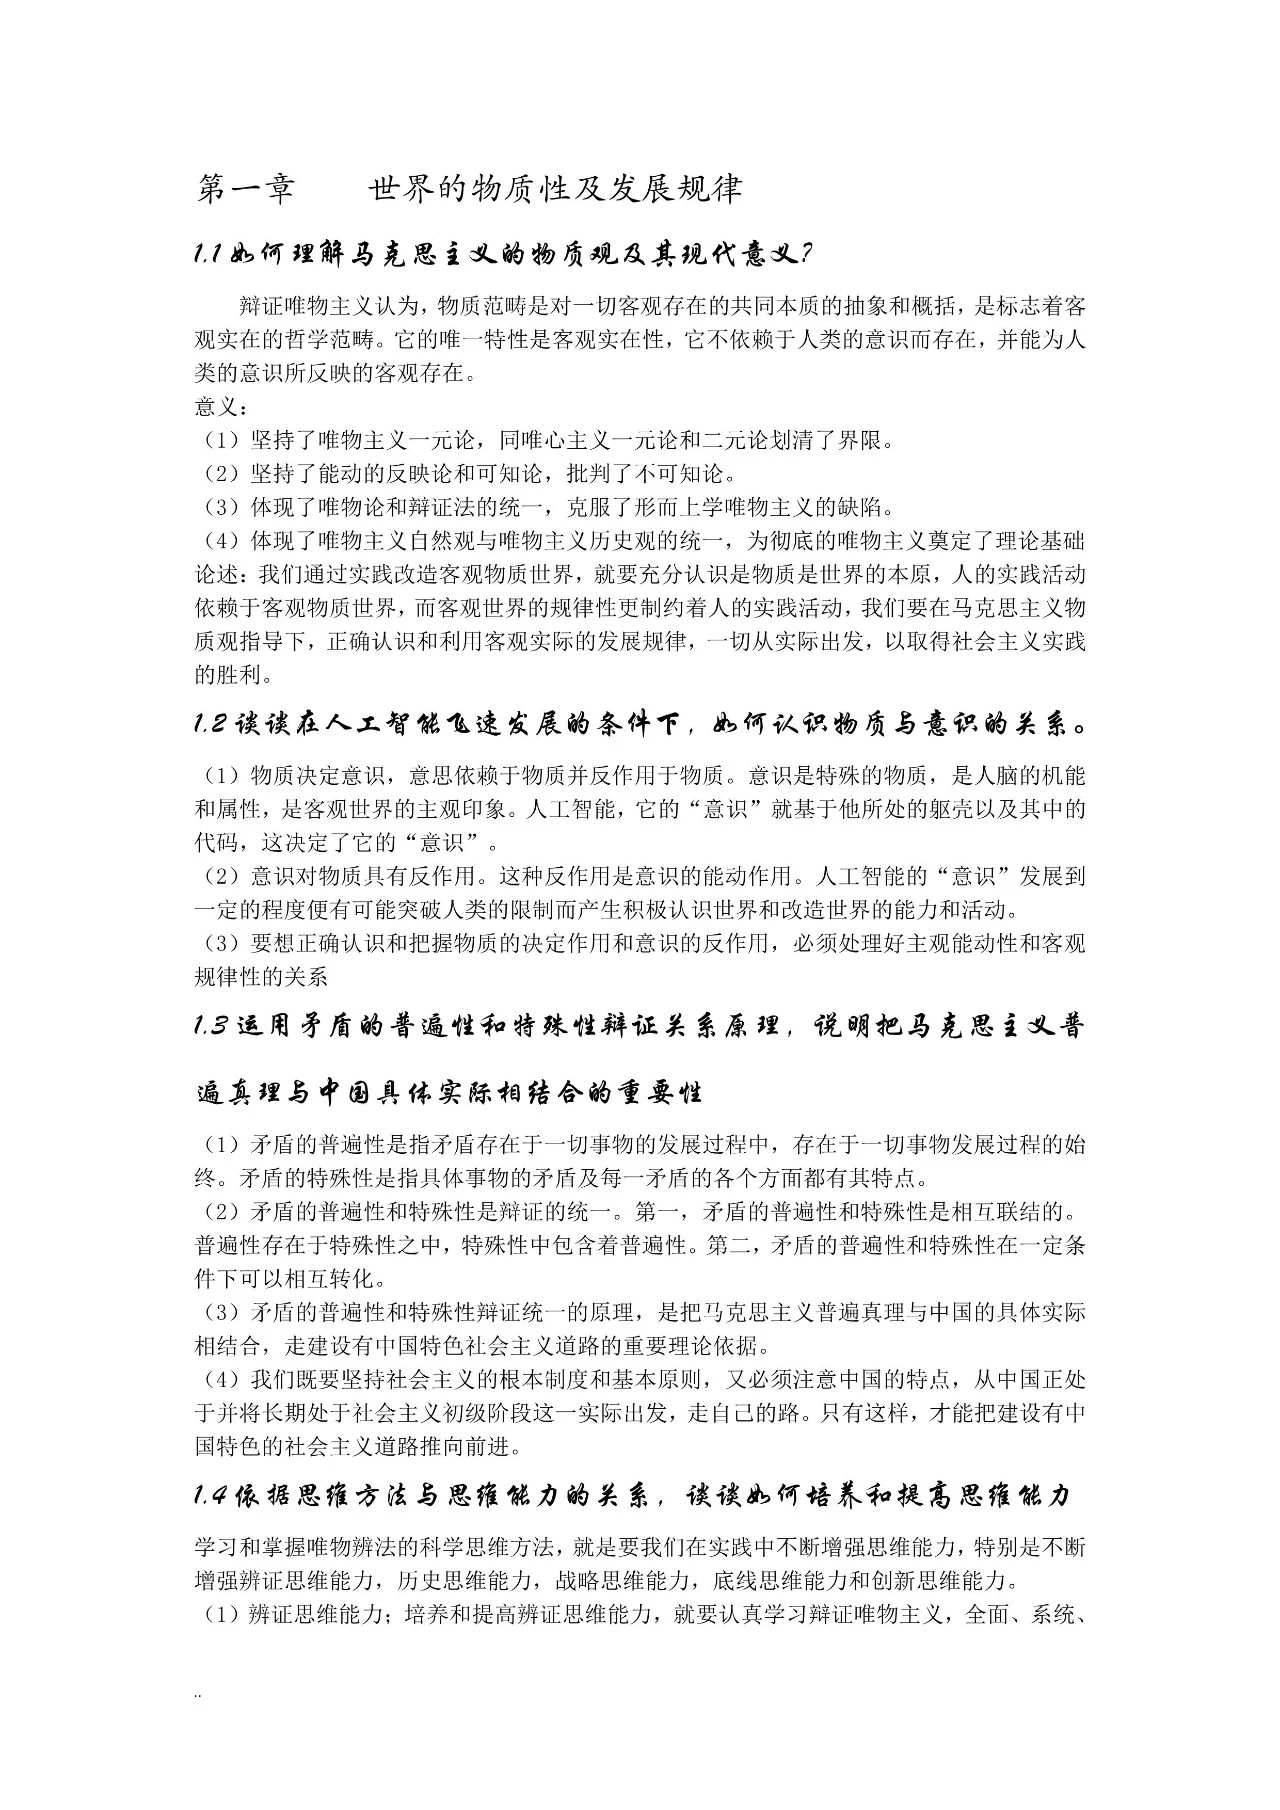 第一章　　世界的物质性及发展规律
1.1 如何理解马克思主义的物质观及其现代意义?
辩证唯物主义认为，物质范畴是对一切客观存在的共同本质的抽象和概括，是标志着客
观实在的哲学范畴。它的唯一特性是客观实在性，它不依赖于人类的意识而存在，并能为人
类的意识所反映的客观存在。
意义：
（1）坚持了唯物主义一元论，同唯心主义一元论和二元论划清了界限。
（2）坚持了能动的反映论和可知论，批判了不可知论。
（3）体现了唯物论和辩证法的统一，克服了形而上学唯物主义的缺陷。
（4）体现了唯物主义自然观与唯物主义历史观的统一，为彻底的唯物主义奠定了理论基础
论述：我们通过实践改造客观物质世界，就要充分认识是物质是世界的本原，人的实践活动
依赖于客观物质世界，而客观世界的规律性更制约着人的实践活动，我们要在马克思主义物
质观指导下，正确认识和利用客观实际的发展规律，一切从实际出发，以取得社会主义实践
的胜利。
1.2 谈谈在人工智能飞速发展的条件下，如何认识物质与意识的关系。
（1）物质决定意识，意思依赖于物质并反作用于物质。意识是特殊的物质，是人脑的机能
和属性，是客观世界的主观印象。人工智能，它的“意识”就基于他所处的躯壳以及其中的
代码，这决定了它的“意识”。
（2）意识对物质具有反作用。这种反作用是意识的能动作用。人工智能的“意识”发展到
一定的程度便有可能突破人类的限制而产生积极认识世界和改造世界的能力和活动。
（3）要想正确认识和把握物质的决定作用和意识的反作用，必须处理好主观能动性和客观
规律性的关系
1.3 运用矛盾的普遍性和特殊性辩证关系原理，说明把马克思主义普
遍真理与中国具体实际相结合的重要性
（1）矛盾的普遍性是指矛盾存在于一切事物的发展过程中，存在于一切事物发展过程的始
终。矛盾的特殊性是指具体事物的矛盾及每一矛盾的各个方面都有其特点。
（2）矛盾的普遍性和特殊性是辩证的统一。第一，矛盾的普遍性和特殊性是相互联结的。
普遍性存在于特殊性之中，特殊性中包含着普遍性。第二，矛盾的普遍性和特殊性在一定条
件下可以相互转化。
（3）矛盾的普遍性和特殊性辩证统一的原理，是把马克思主义普遍真理与中国的具体实际
相结合，走建设有中国特色社会主义道路的重要理论依据。
（4）我们既要坚持社会主义的根本制度和基本原则，又必须注意中国的特点，从中国正处
于并将长期处于社会主义初级阶段这一实际出发，走自己的路。只有这样，才能把建设有中
国特色的社会主义道路推向前进。
1.4 依据思维方法与思维能力的关系，谈谈如何培养和提高思维能力
学习和掌握唯物辨法的科学思维方法，就是要我们在实践中不断增强思维能力，特别是不断
增强辨证思维能力，历史思维能力，战略思维能力，底线思维能力和创新思维能力。
（1）辨证思维能力；培养和提高辨证思维能力，就要认真学习辩证唯物主义，全面、系统、
..